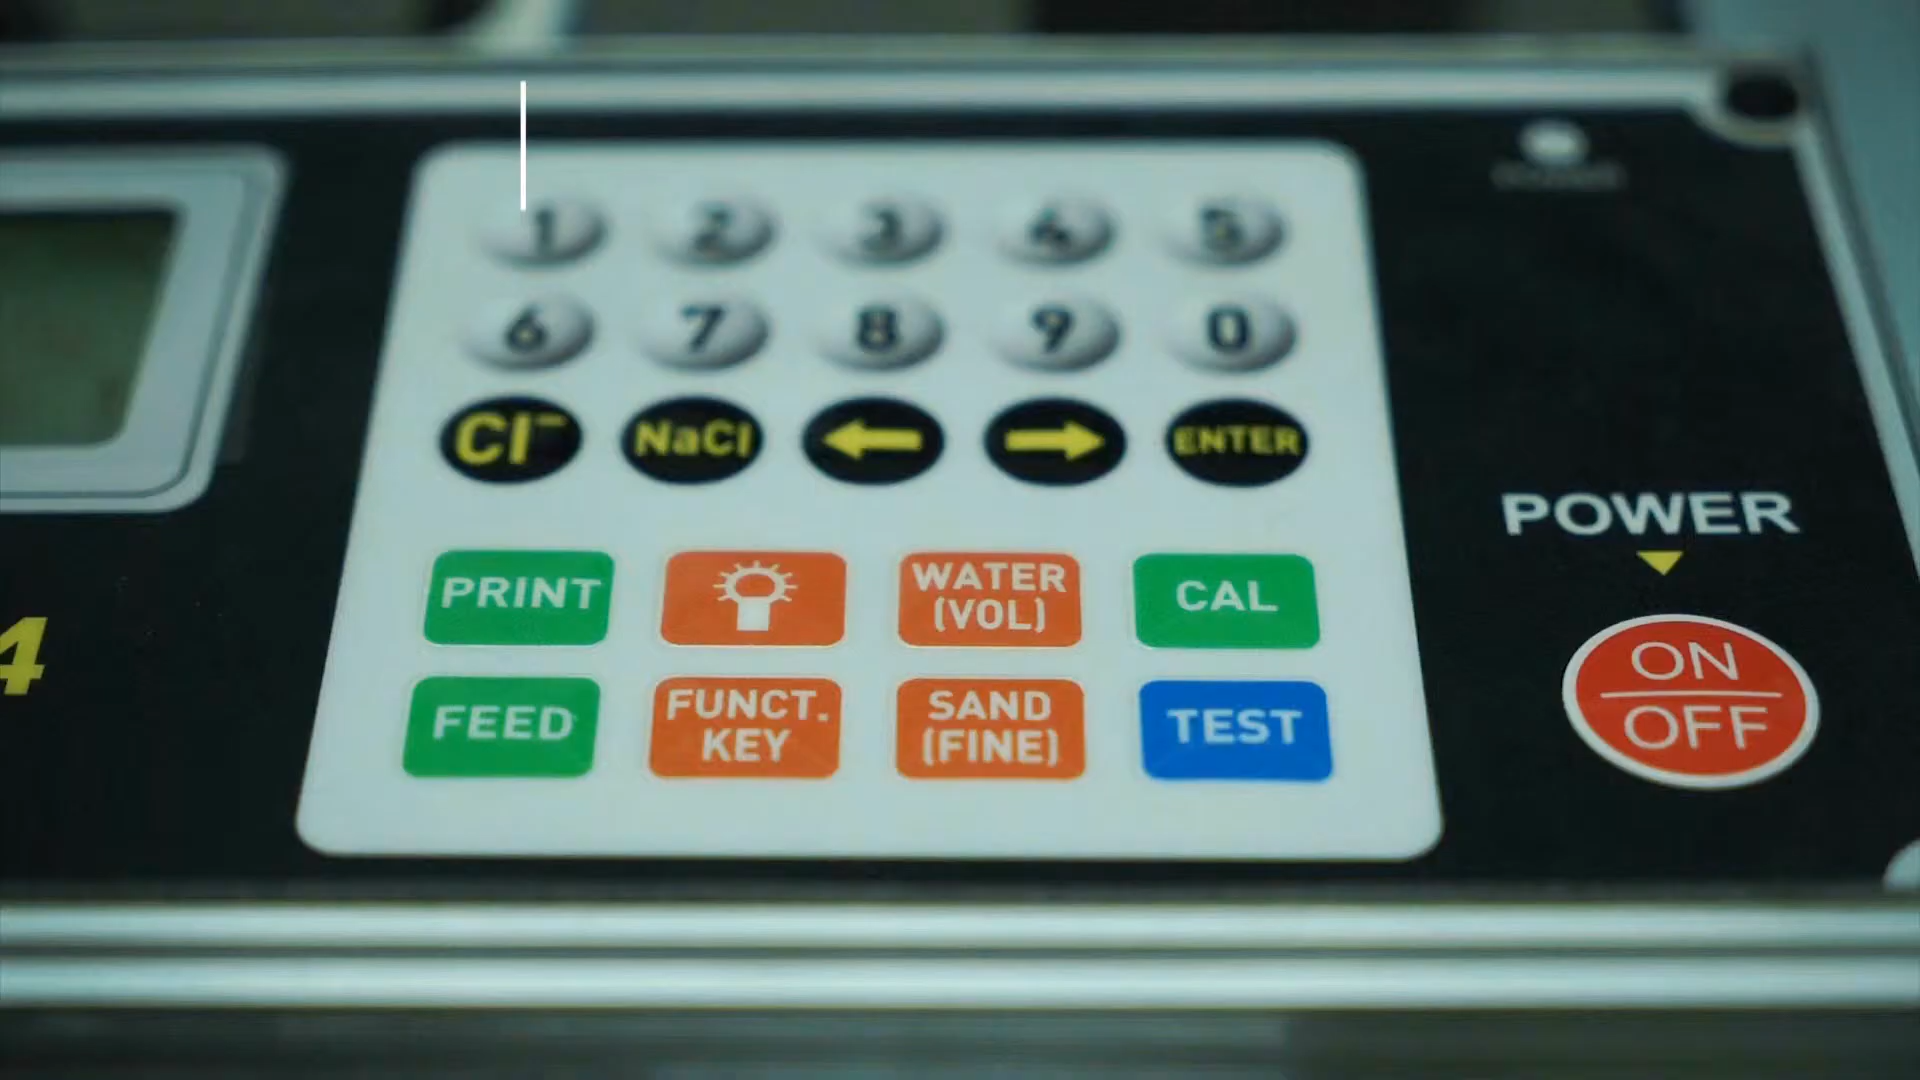 1 2 3 4 5
6 7 8 9 0
Cl⁻ NaCl ← → ENTER
POWER
PRINT WATER (VOL) CAL
ON
OFF
4
FEED FUNCT. KEY SAND (FINE) TEST